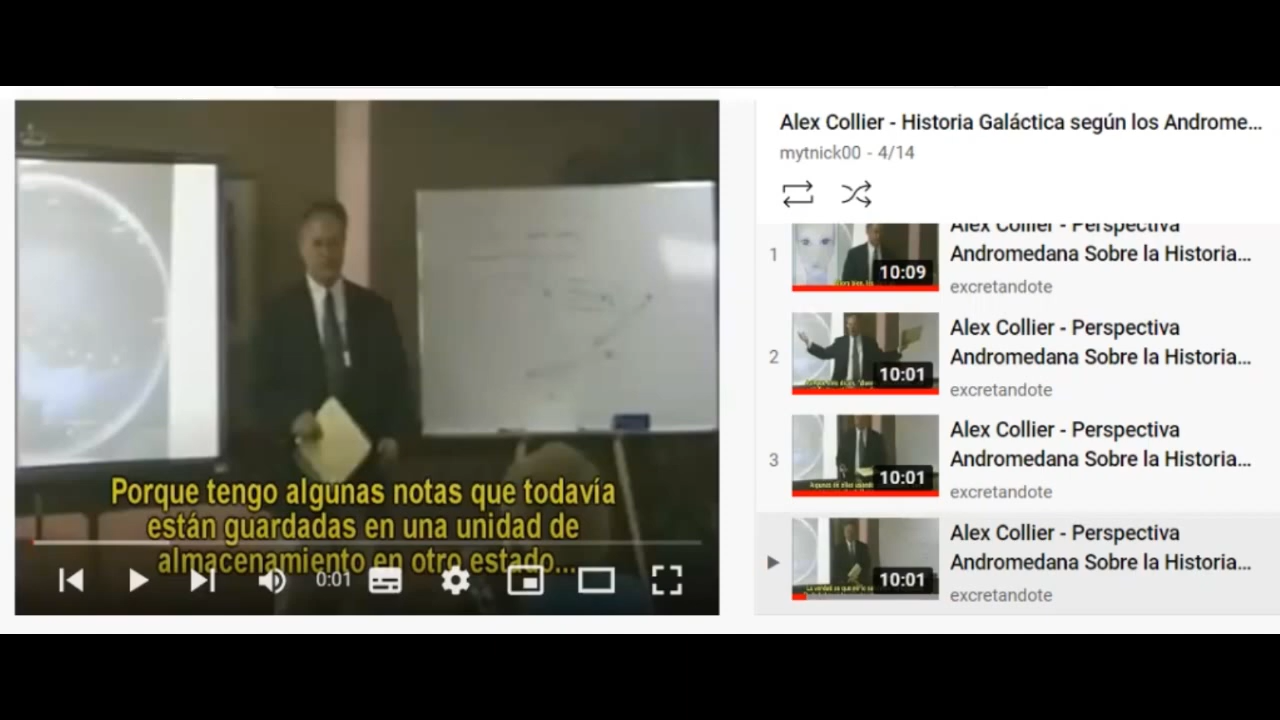 Porque tengo algunas notas que todavía
están guardadas en una unidad de
almacenamiento en otro estado...
0:01
Alex Collier - Historia Galáctica según los Androme...
mytnick00 - 4/14
1
10:09
Alex Collier - Perspectiva
Andromedana Sobre la Historia...
excretandote
2
10:01
Alex Collier - Perspectiva
Andromedana Sobre la Historia...
excretandote
3
10:01
Alex Collier - Perspectiva
Andromedana Sobre la Historia...
excretandote
10:01
Alex Collier - Perspectiva
Andromedana Sobre la Historia...
excretandote